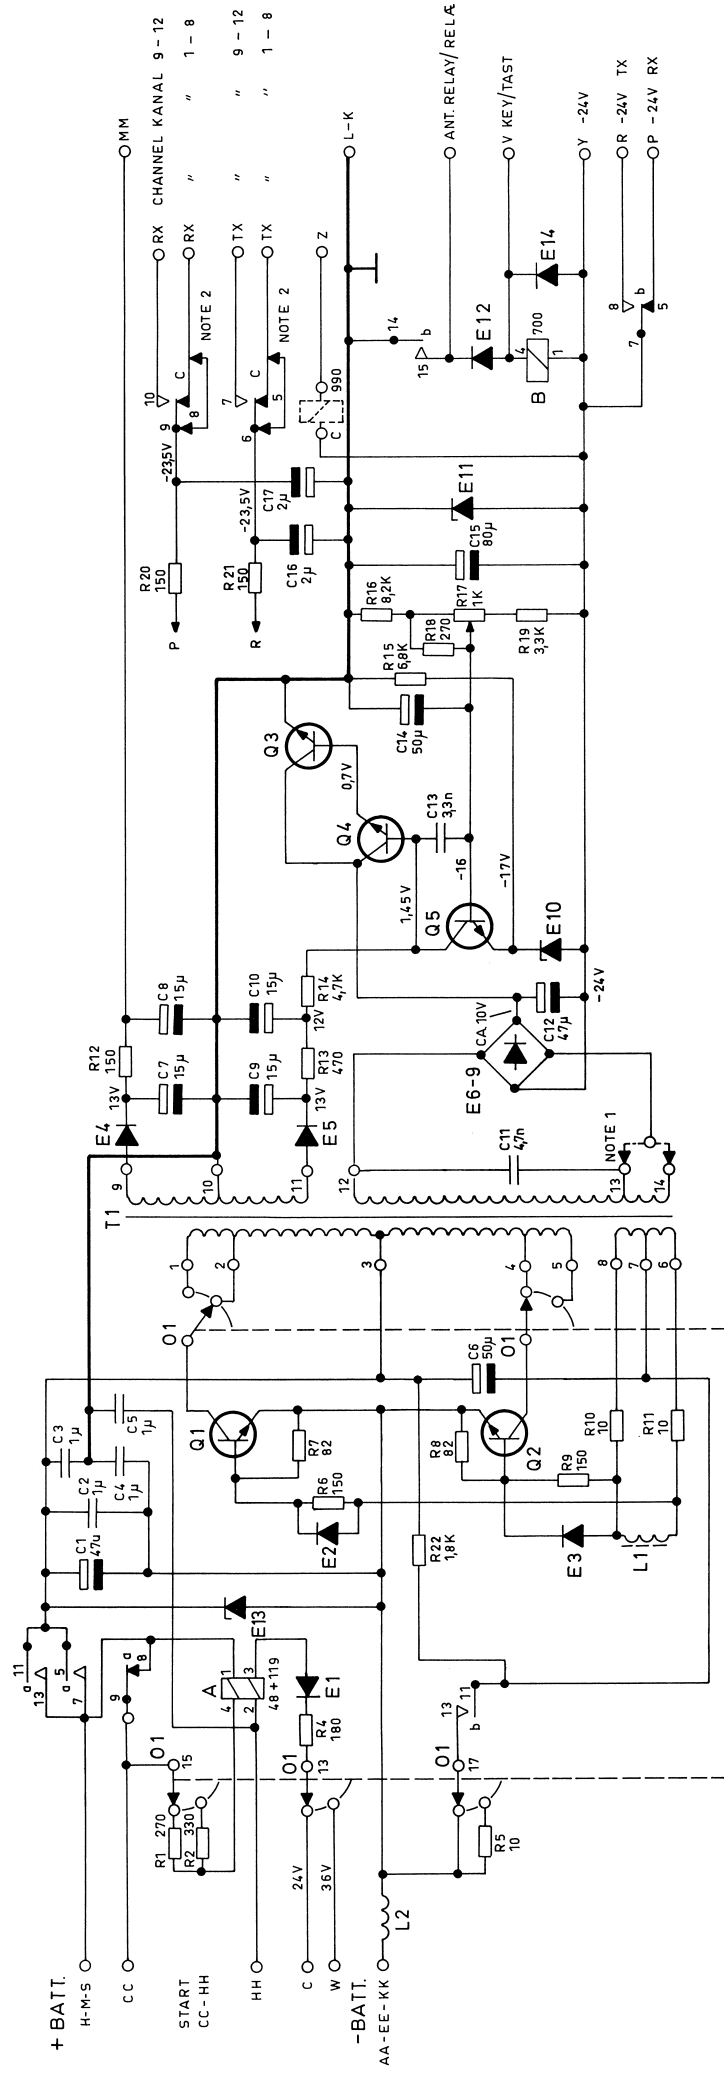 + BATT.
H-M-S
CC
START
CC-HH
HH
C
W
-BATT.
AA-EE-KK
24V
36V
L2
R1
270
R2
330
O1
15
9
a
8
7
13
a
5
a
11
A
4
1
2
3
48+119
R4
180
E1
O1
13
R5
10
O1
17
13
11
b
E13
C1
47u
C2
1µ
C3
1µ
C4
1µ
C5
1µ
E2
R6
150
R7
82
Q1
R22
1,8K
R8
82
Q2
C6
50µ
E3
R9
150
L1
R10
10
R11
10
O1
O1
1
2
3
4
5
8
7
6
T1
9
10
11
12
13
14
NOTE 1
E4
13V
R12
150
C7
15µ
C8
15µ
C9
15µ
C10
15µ
E5
13V
R13
470
12V
R14
4,7K
C11
4,7n
E6-9
CA.10V
C12
47µ
-24V
E10
Q5
1,45V
-16
-17V
C13
3,3n
Q4
0,7V
Q3
C14
50µ
R15
6,8K
R16
8,2K
R18
270
R17
1K
R19
3,3K
C15
80µ
E11
P
R20
150
R
R21
150
C16
2µ
C17
2µ
-23,5V
-23,5V
9
10
8
C
NOTE 2
6
7
5
C
NOTE 2
C
990
14
15
b
E12
B
4
1
700
E14
7
8
b
5
MM
RX CHANNEL KANAL 9-12
RX " " 1-8
TX " 9-12
TX " 1-8
Z
L-K
ANT. RELAY/RELÆ
V KEY/TAST
Y -24V
R -24V TX
P -24V RX